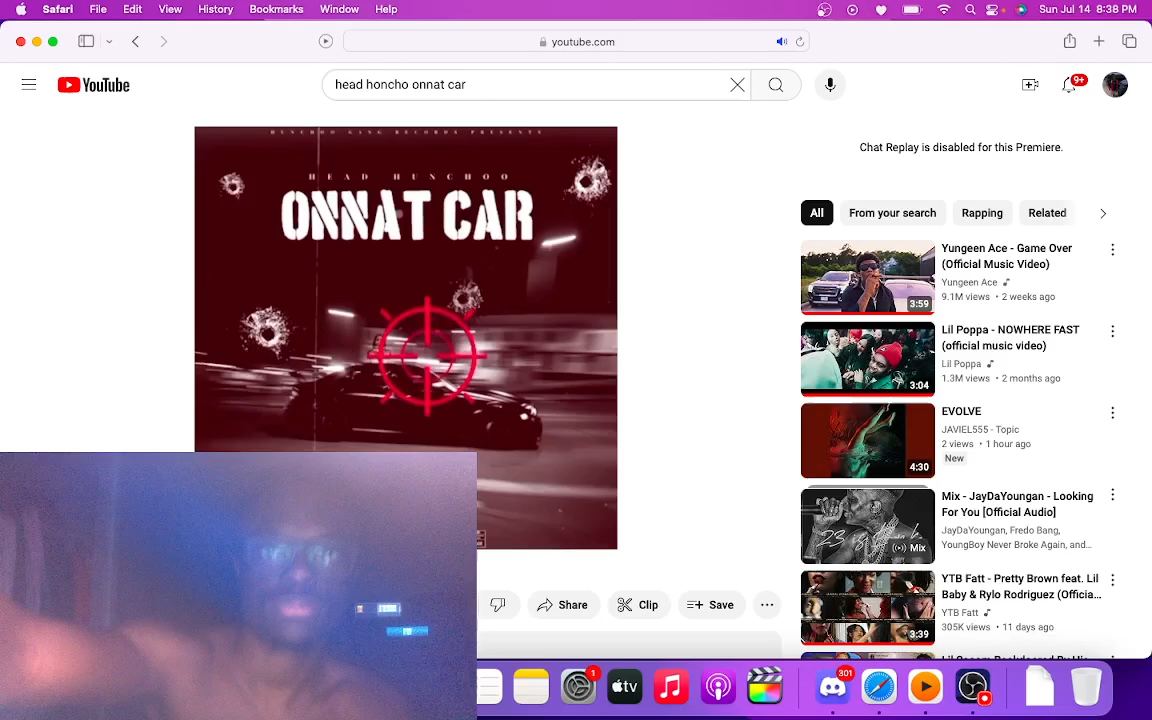 Safari File Edit View History Bookmarks Window Help Sun Jul 14 8:38 PM
youtube.com
YouTube head honcho onnat car 9+
HUNCHOO GANG RECORDS PRESENTS
HEAD HUNCHOO
ONNAT CAR
Share Clip Save
Chat Replay is disabled for this Premiere.
All From your search Rapping Related
Yungeen Ace - Game Over
(Official Music Video)
Yungeen Ace
9.1M views • 2 weeks ago
3:59
Lil Poppa - NOWHERE FAST
(official music video)
Lil Poppa
1.3M views • 2 months ago
3:04
EVOLVE
JAVIEL555 - Topic
2 views • 1 hour ago
New
4:30
Mix - JayDaYoungan - Looking
For You [Official Audio]
JayDaYoungan, Fredo Bang,
YoungBoy Never Broke Again, and...
23
Mix
YTB Fatt - Pretty Brown feat. Lil
Baby & Rylo Rodriguez (Officia...
YTB Fatt
305K views • 11 days ago
3:39
1 tv 301